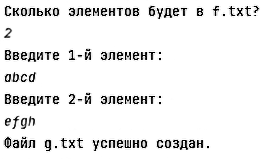 Сколько элементов будет в f.txt?
2
Введите 1-й элемент:
abcd
Введите 2-й элемент:
efgh
Файл g.txt успешно создан.